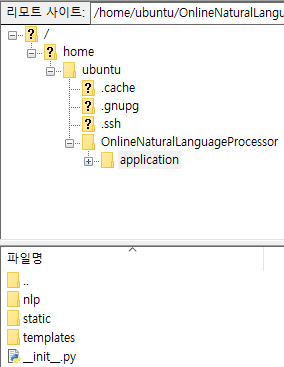 리모트 사이트: /home/ubuntu/OnlineNaturalLangu
/
home
ubuntu
.cache
.gnupg
.ssh
OnlineNaturalLanguageProcessor
application
파일명
..
nlp
static
templates
__init__.py